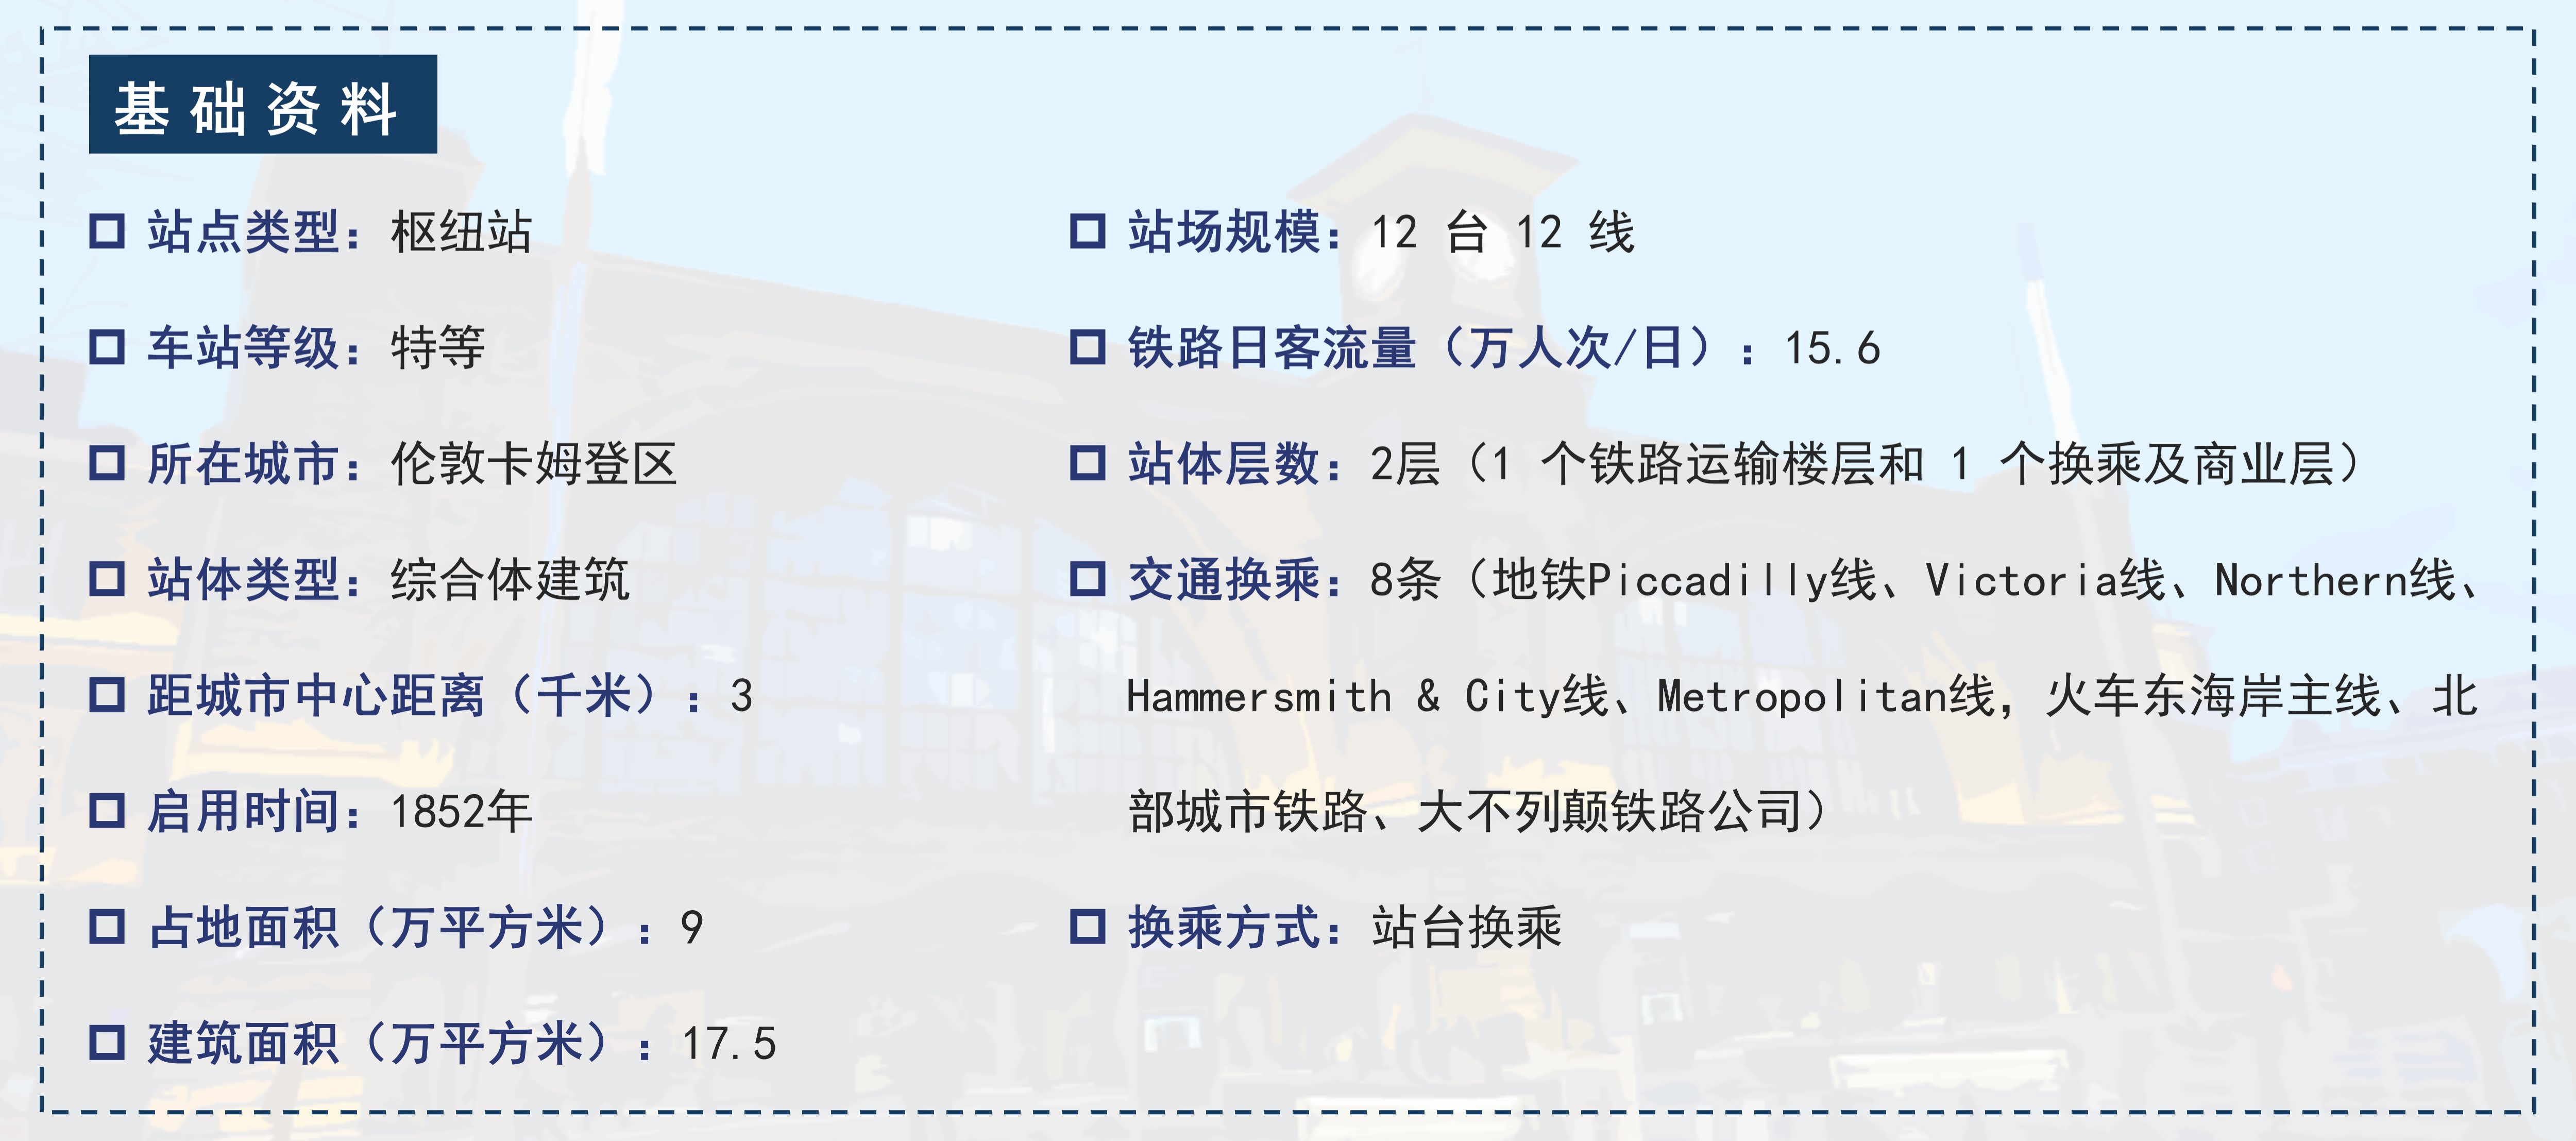 基础资料
站点类型：枢纽站
车站等级：特等
所在城市：伦敦卡姆登区
站体类型：综合体建筑
距城市中心距离（千米）：3
启用时间：1852年
占地面积（万平方米）：9
建筑面积（万平方米）：17.5
站场规模：12 台 12 线
铁路日客流量（万人次/日）：15.6
站体层数：2层（1 个铁路运输楼层和 1 个换乘及商业层）
交通换乘：8条（地铁Piccadilly线、Victoria线、Northern线、
Hammersmith & City线、Metropolitan线，火车东海岸主线、北
部城市铁路、大不列颠铁路公司）
换乘方式：站台换乘